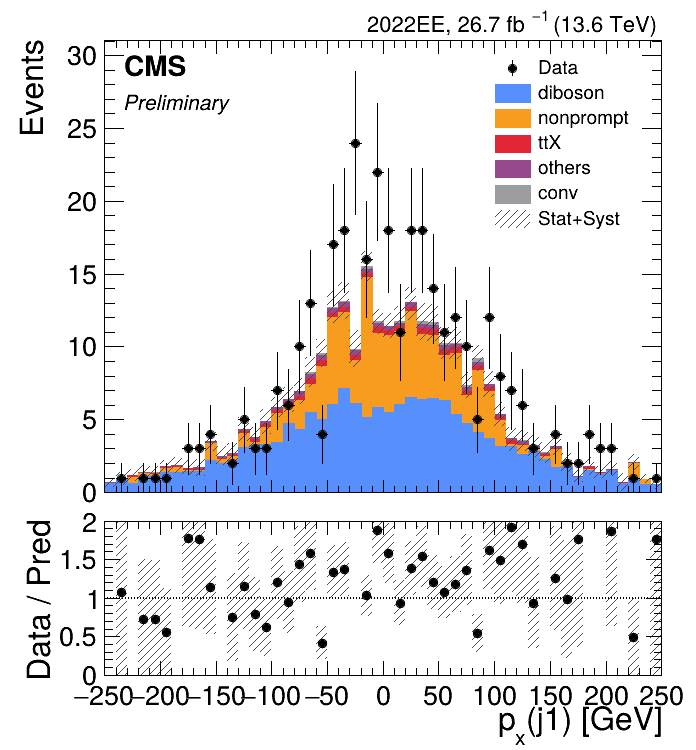 2022EE, 26.7 fb⁻¹ (13.6 TeV)
CMS
Preliminary
Events
30
25
20
15
10
5
0
Data
diboson
nonprompt
ttX
others
conv
Stat+Syst
Data / Pred
2
1.5
1
0.5
0
−250 −200 −150 −100 −50 0 50 100 150 200 250
pₓ(j1) [GeV]